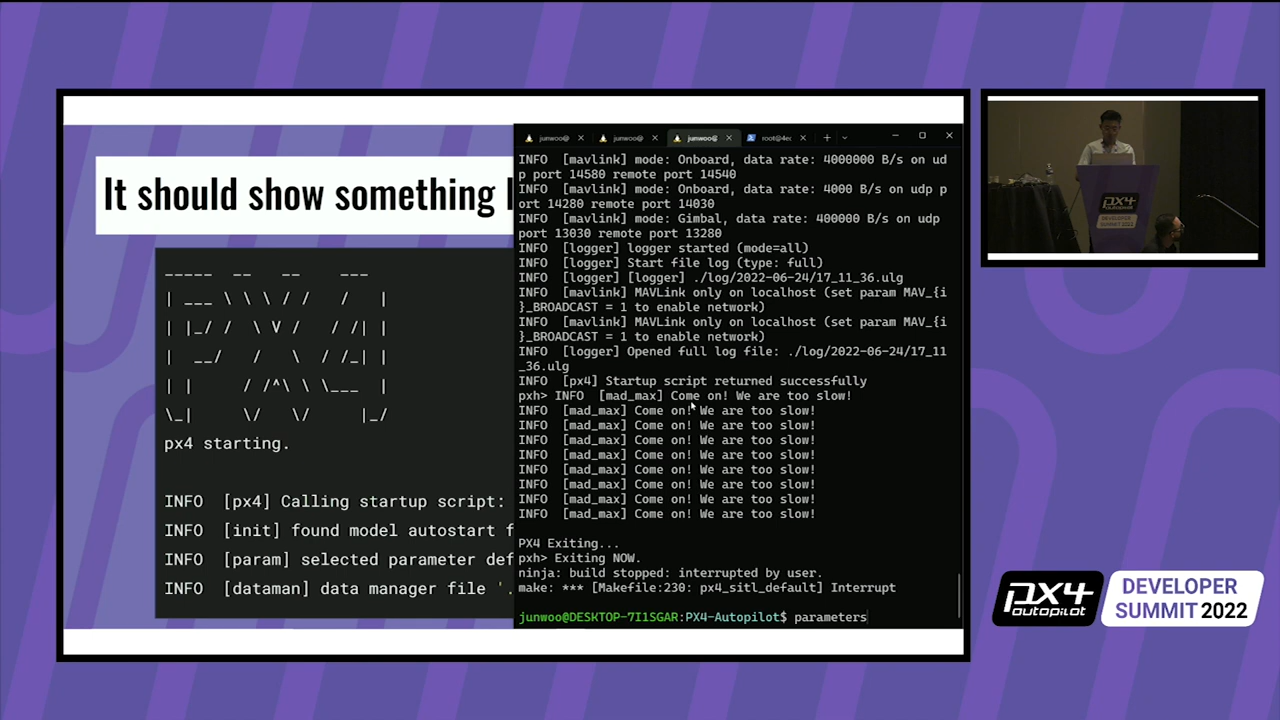 It should show something l
px4 starting.
INFO  [px4] Calling startup script:
INFO  [init] found model autostart f
INFO  [param] selected parameter def
INFO  [dataman] data manager file '.
junwoo@
junwoo@
junwoo@
root@4ec
INFO  [mavlink] mode: Onboard, data rate: 4000000 B/s on ud
p port 14580 remote port 14540
INFO  [mavlink] mode: Onboard, data rate: 4000 B/s on udp p
ort 14280 remote port 14030
INFO  [mavlink] mode: Gimbal, data rate: 400000 B/s on udp
port 13030 remote port 13280
INFO  [logger] logger started (mode=all)
INFO  [logger] Start file log (type: full)
INFO  [logger] [logger] ./log/2022-06-24/17_11_36.ulg
INFO  [mavlink] MAVLink only on localhost (set param MAV_{i
}_BROADCAST = 1 to enable network)
INFO  [mavlink] MAVLink only on localhost (set param MAV_{i
}_BROADCAST = 1 to enable network)
INFO  [logger] Opened full log file: ./log/2022-06-24/17_11
_36.ulg
INFO  [px4] Startup script returned successfully
pxh> INFO  [mad_max] Come on! We are too slow!
INFO  [mad_max] Come on! We are too slow!
INFO  [mad_max] Come on! We are too slow!
INFO  [mad_max] Come on! We are too slow!
INFO  [mad_max] Come on! We are too slow!
INFO  [mad_max] Come on! We are too slow!
INFO  [mad_max] Come on! We are too slow!
INFO  [mad_max] Come on! We are too slow!
INFO  [mad_max] Come on! We are too slow!
PX4 Exiting...
pxh> Exiting NOW.
ninja: build stopped: interrupted by user.
make: *** [Makefile:230: px4_sitl_default] Interrupt
junwoo@DESKTOP-7I1SGAR:PX4-Autopilot$ parameters
px4
autopilot
DEVELOPER
SUMMIT 2022
px4
DEVELOPER
SUMMIT 2022